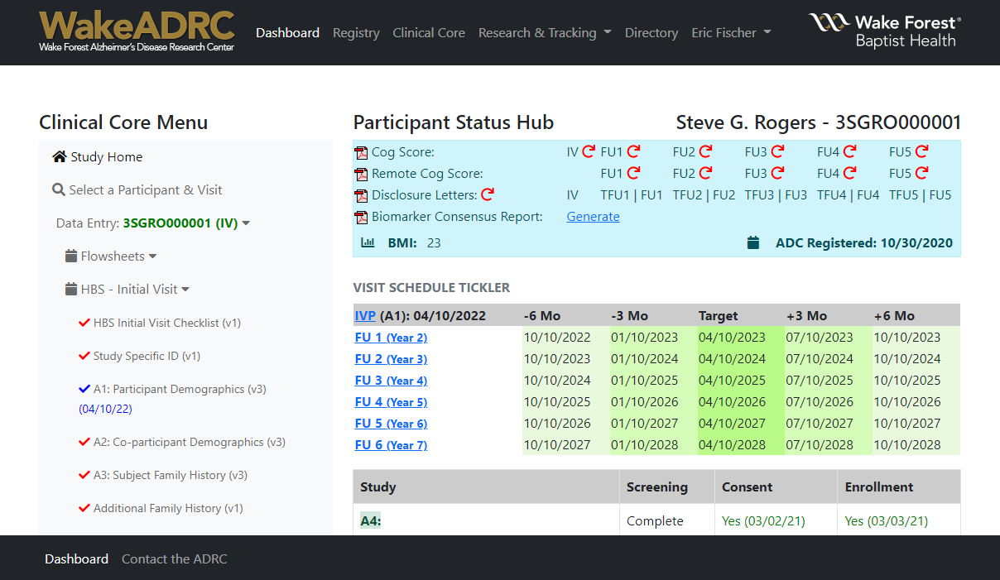 WakeADRC
Wake Forest Alzheimer's Disease Research Center
Dashboard Registry Clinical Core Research & Tracking Directory Eric Fischer
Wake Forest®
Baptist Health
Clinical Core Menu
Study Home
Select a Participant & Visit
Data Entry: 3SGRO000001 (IV)
Flowsheets
HBS - Initial Visit
HBS Initial Visit Checklist (v1)
Study Specific ID (v1)
A1: Participant Demographics (v3)
(04/10/22)
A2: Co-participant Demographics (v3)
A3: Subject Family History (v3)
Additional Family History (v1)
Participant Status Hub Steve G. Rogers - 3SGRO000001
Cog Score: IV FU1 FU2 FU3 FU4 FU5
Remote Cog Score: FU1 FU2 FU3 FU4 FU5
Disclosure Letters: IV TFU1 | FU1 TFU2 | FU2 TFU3 | FU3 TFU4 | FU4 TFU5 | FU5
Biomarker Consensus Report: Generate
BMI: 23 ADC Registered: 10/30/2020
VISIT SCHEDULE TICKLER
IVP (A1): 04/10/2022 -6 Mo -3 Mo Target +3 Mo +6 Mo
FU 1 (Year 2) 10/10/2022 01/10/2023 04/10/2023 07/10/2023 10/10/2023
FU 2 (Year 3) 10/10/2023 01/10/2024 04/10/2024 07/10/2024 10/10/2024
FU 3 (Year 4) 10/10/2024 01/10/2025 04/10/2025 07/10/2025 10/10/2025
FU 4 (Year 5) 10/10/2025 01/10/2026 04/10/2026 07/10/2026 10/10/2026
FU 5 (Year 6) 10/10/2026 01/10/2027 04/10/2027 07/10/2027 10/10/2027
FU 6 (Year 7) 10/10/2027 01/10/2028 04/10/2028 07/10/2028 10/10/2028
Study Screening Consent Enrollment
A4: Complete Yes (03/02/21) Yes (03/03/21)
Dashboard Contact the ADRC